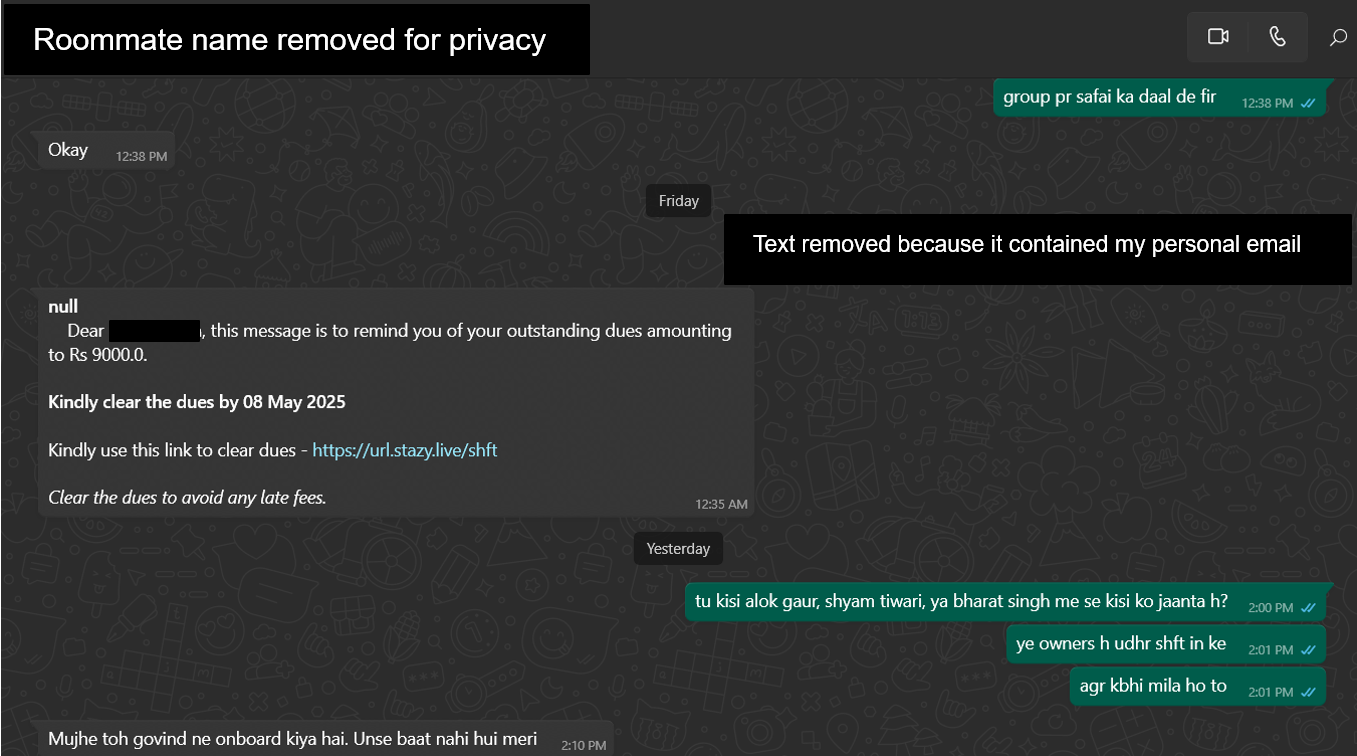 Roommate name removed for privacy
group pr safai ka daal de fir 12:38 PM
Okay 12:38 PM
Friday
Text removed because it contained my personal email
null
Dear , this message is to remind you of your outstanding dues amounting
to Rs 9000.0.
Kindly clear the dues by 08 May 2025
Kindly use this link to clear dues - https://url.stazy.live/shft
Clear the dues to avoid any late fees.
12:35 AM
Yesterday
tu kisi alok gaur, shyam tiwari, ya bharat singh me se kisi ko jaanta h? 2:00 PM
ye owners h udhr shft in ke 2:01 PM
agr kbhi mila ho to 2:01 PM
Mujhe toh govind ne onboard kiya hai. Unse baat nahi hui meri 2:10 PM